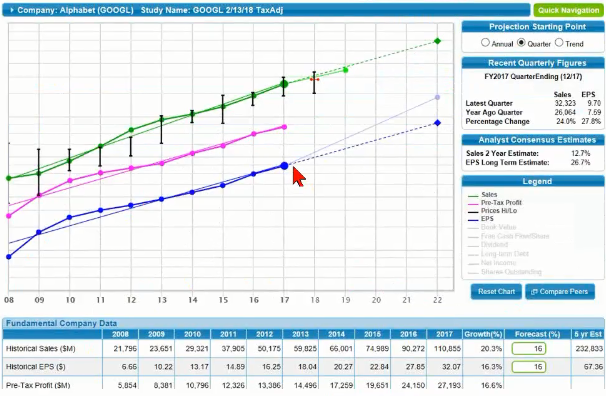 Company: Alphabet (GOOGL) Study Name: GOOGL 2/13/18 TaxAdj
Quick Navigation
Projection Starting Point
Annual Quarter Trend
Recent Quarterly Figures
FY2017 QuarterEnding (12/17)
Sales EPS
Latest Quarter 32,323 9.70
Year Ago Quarter 26,064 7.59
Percentage Change 24.0% 27.8%
Analyst Consensus Estimates
Sales 2 Year Estimate: 12.7%
EPS Long Term Estimate: 26.7%
Legend
Sales
Pre-Tax Profit
Prices Hi/Lo
EPS
Book Value
Free Cash Flow/Share
Dividend
Long-term Debt
Net Income
Shares Outstanding
Reset Chart Compare Peers
08 09 10 11 12 13 14 15 16 17 18 19 20 21 22
Fundamental Company Data
2008 2009 2010 2011 2012 2013 2014 2015 2016 2017 Growth(%) Forecast (%) 5 yr Est
Historical Sales ($M) 21,796 23,651 29,321 37,905 50,175 59,825 66,001 74,989 90,272 110,855 20.3% 16 232,833
Historical EPS ($) 6.66 10.22 13.17 14.89 16.25 18.04 20.27 22.84 27.85 32.07 16.3% 16 67.36
Pre-Tax Profit ($M) 5,854 8,381 10,796 12,326 13,386 14,496 17,259 19,651 24,150 27,193 16.6%